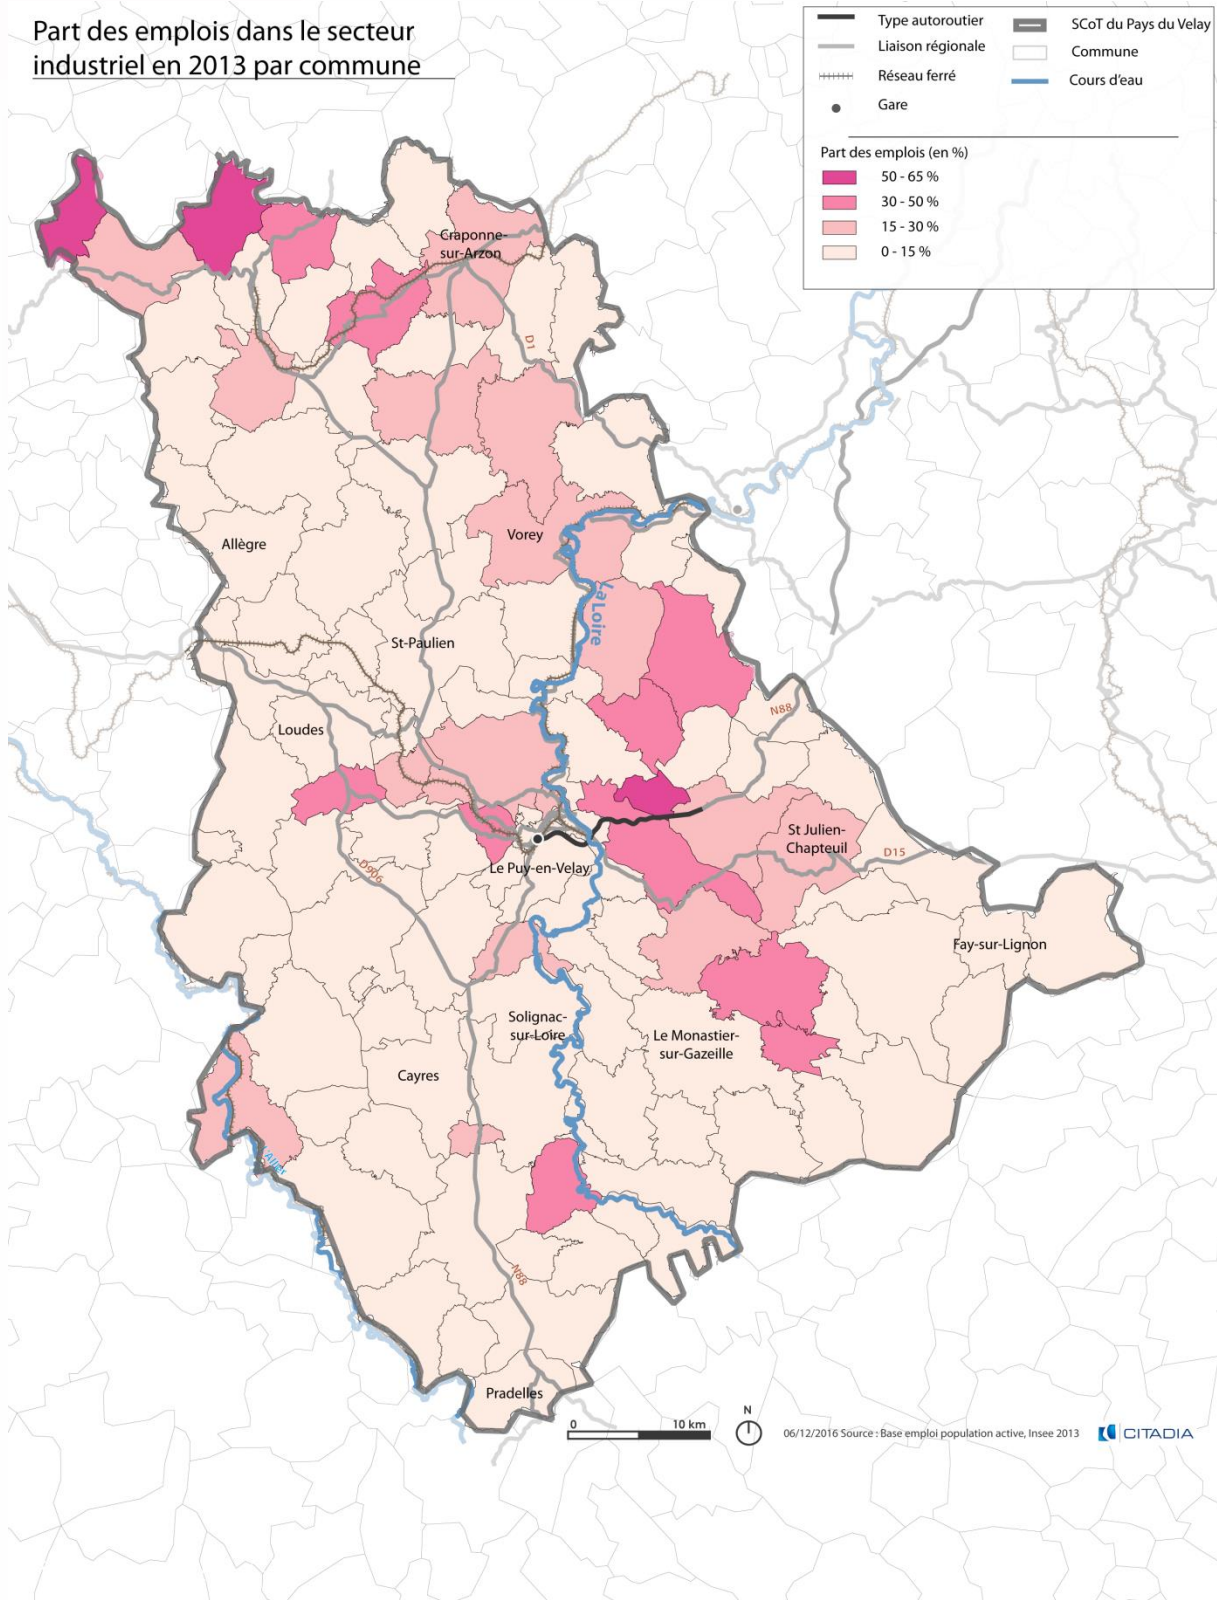 Part des emplois dans le secteur
industriel en 2013 par commune
Type autoroutier
Liaison régionale
Réseau ferré
Gare
SCoT du Pays du Velay
Commune
Cours d'eau
Part des emplois (en %)
50 - 65 %
30 - 50 %
15 - 30 %
0 - 15 %
Craponne-
sur-Arzon
D1
Vorey
Allègre
La Loire
St-Paulien
N88
Loudes
St Julien-
Chapteuil
D15
Le Puy-en-Velay
D906
Fay-sur-Lignon
Solignac-
sur-Loire
Le Monastier-
sur-Gazeille
Cayres
L'Allier
N88
Pradelles
0 10 km
N
06/12/2016 Source : Base emploi population active, Insee 2013
CITADIA